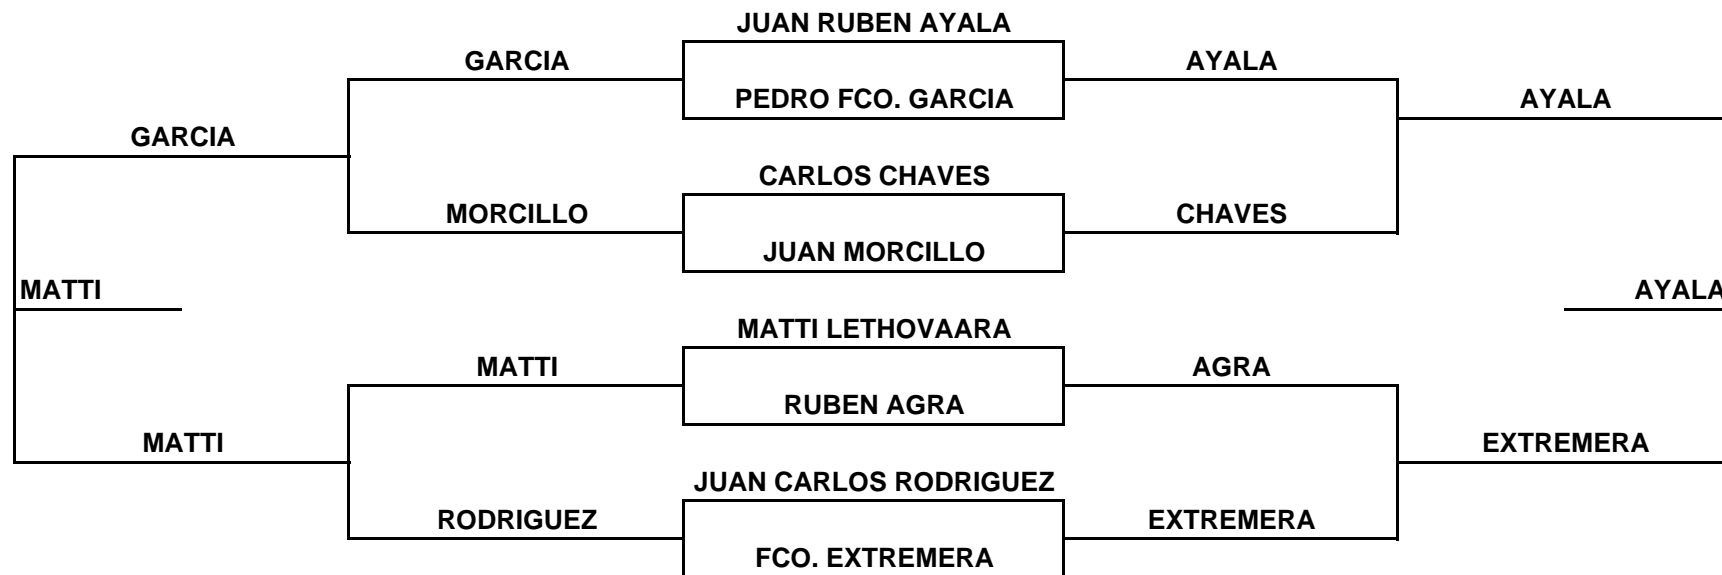 JUAN RUBEN AYALA
GARCIA
AYALA
PEDRO FCO. GARCIA
AYALA
GARCIA
CARLOS CHAVES
MORCILLO
CHAVES
JUAN MORCILLO
MATTI
AYALA
MATTI LETHOVAARA
MATTI
AGRA
RUBEN AGRA
MATTI
EXTREMERA
JUAN CARLOS RODRIGUEZ
RODRIGUEZ
EXTREMERA
FCO. EXTREMERA